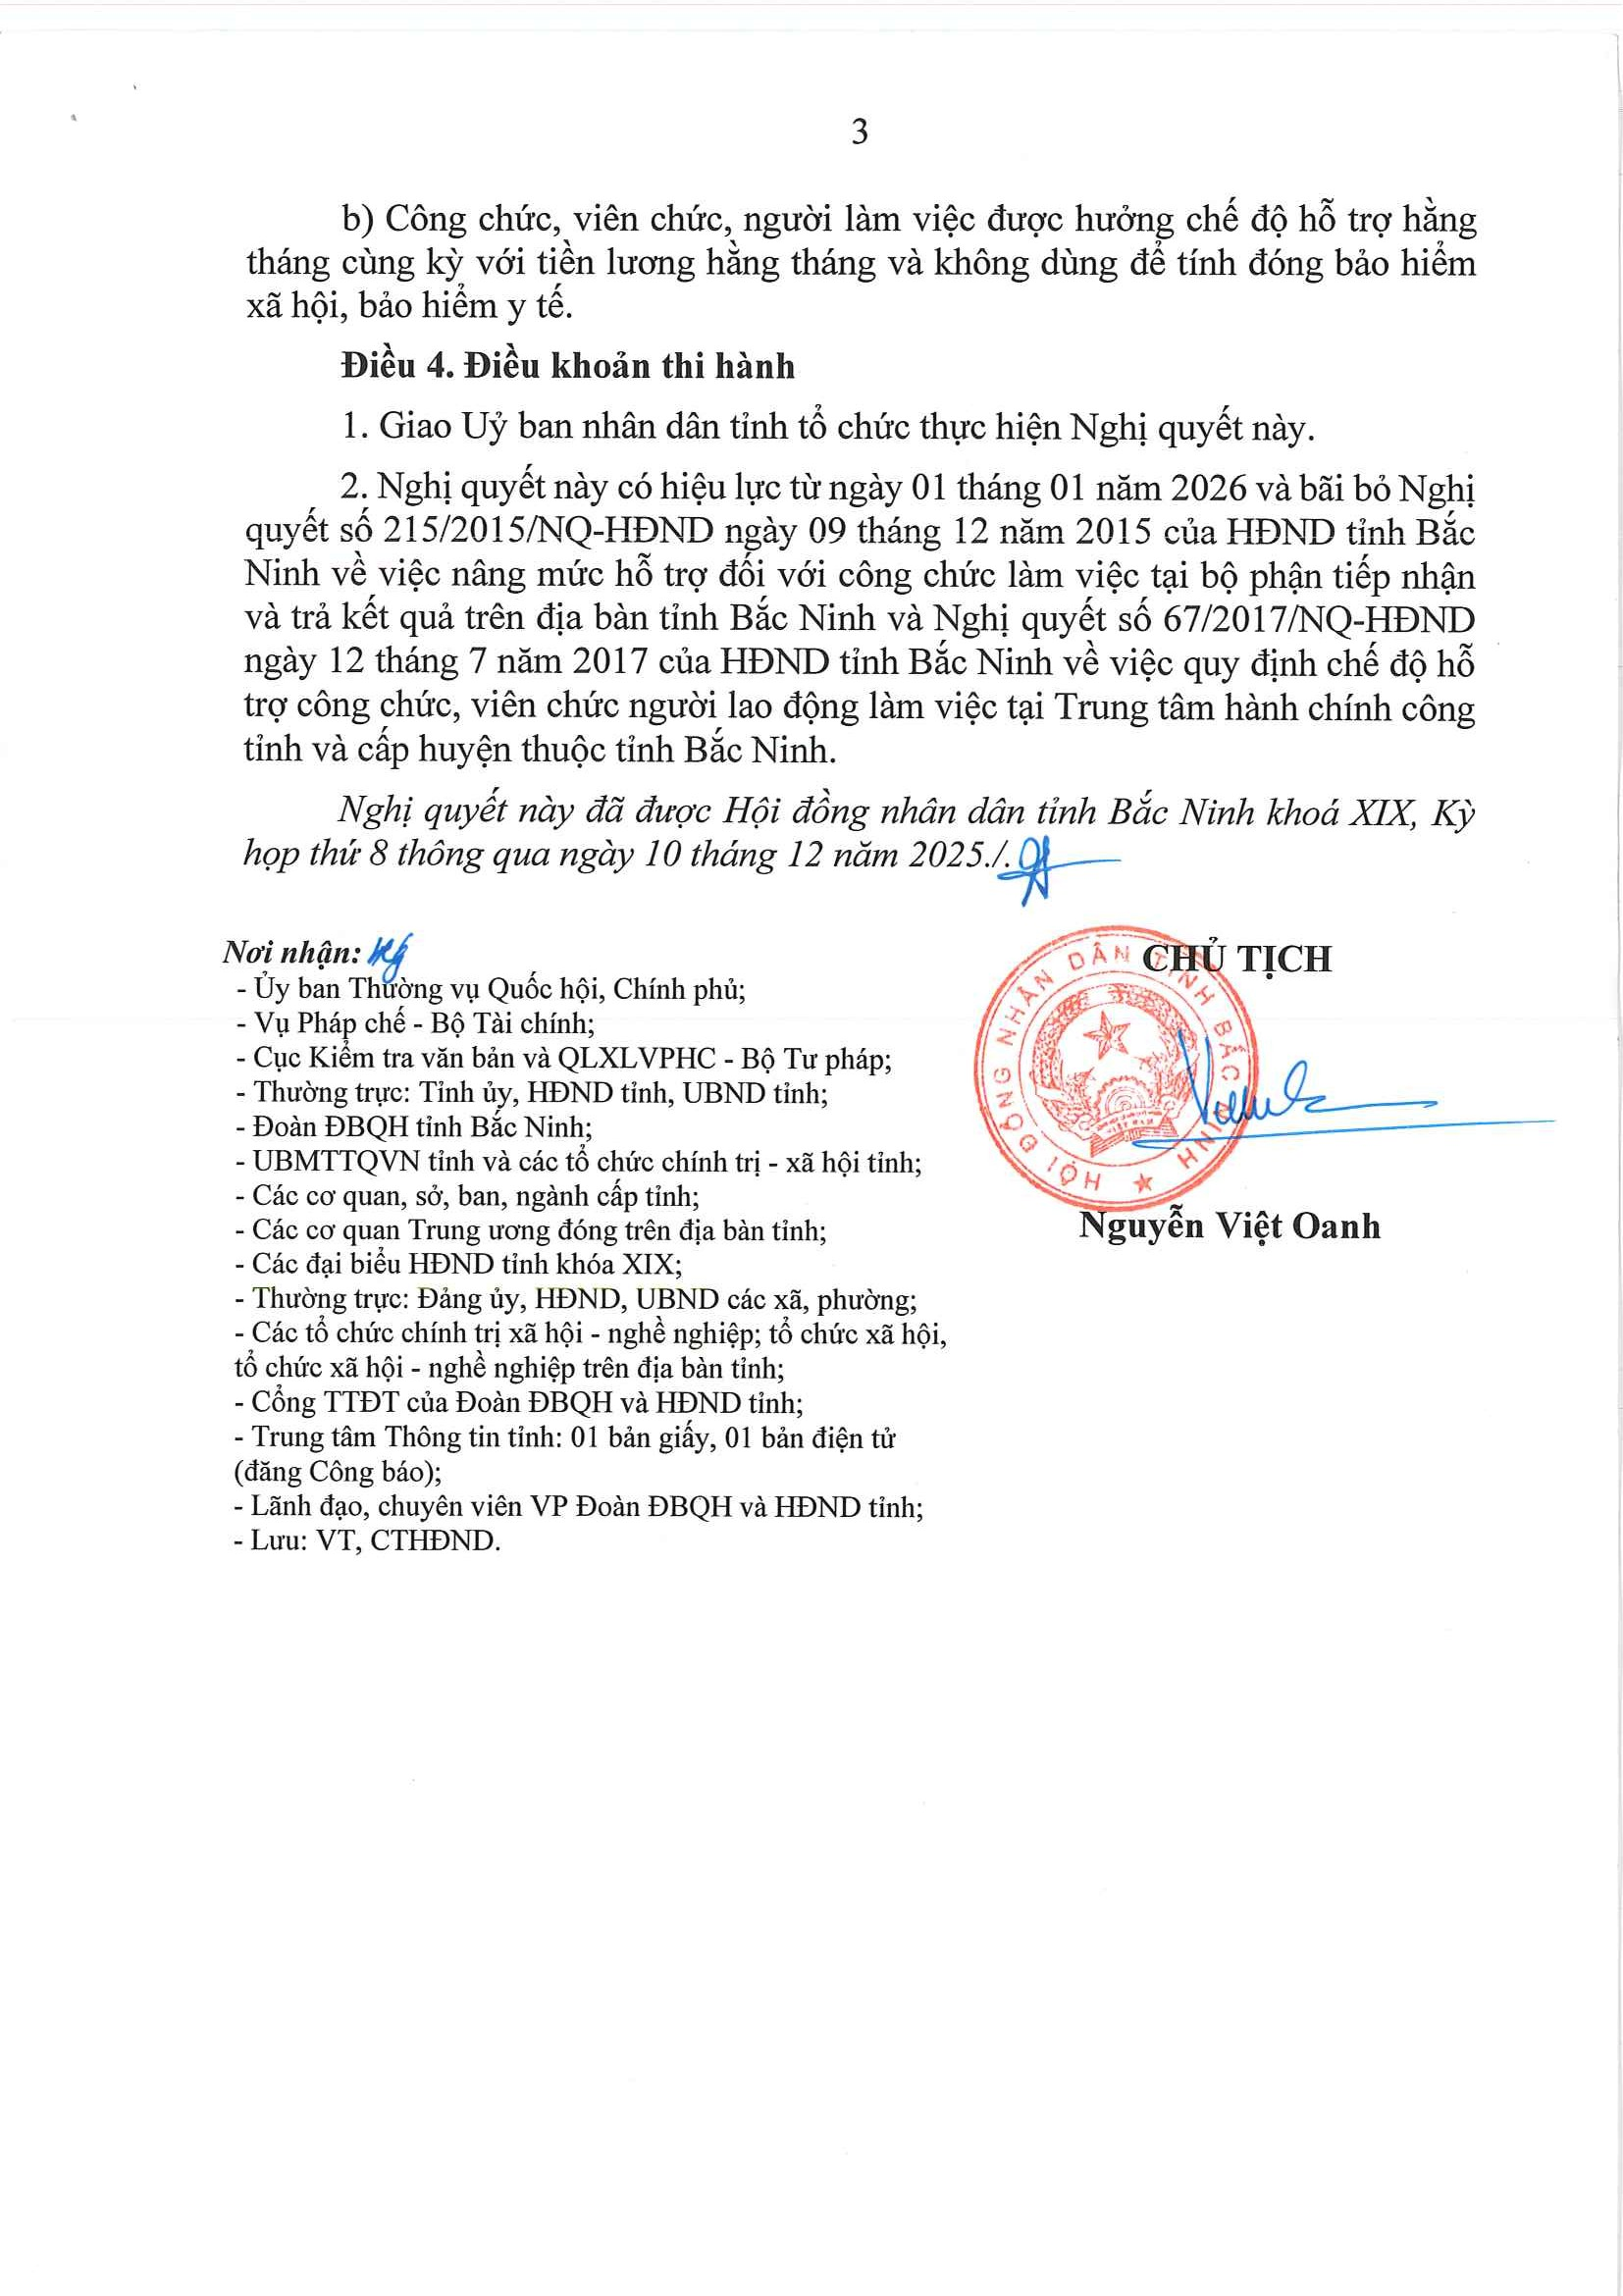 3
b) Công chức, viên chức, người làm việc được hưởng chế độ hỗ trợ hằng
tháng cùng kỳ với tiền lương hằng tháng và không dùng để tính đóng bảo hiểm
xã hội, bảo hiểm y tế.
Điều 4. Điều khoản thi hành
1. Giao Uỷ ban nhân dân tỉnh tổ chức thực hiện Nghị quyết này.
2. Nghị quyết này có hiệu lực từ ngày 01 tháng 01 năm 2026 và bãi bỏ Nghị
quyết số 215/2015/NQ-HĐND ngày 09 tháng 12 năm 2015 của HĐND tỉnh Bắc
Ninh về việc nâng mức hỗ trợ đối với công chức làm việc tại bộ phận tiếp nhận
và trả kết quả trên địa bàn tỉnh Bắc Ninh và Nghị quyết số 67/2017/NQ-HĐND
ngày 12 tháng 7 năm 2017 của HĐND tỉnh Bắc Ninh về việc quy định chế độ hỗ
trợ công chức, viên chức người lao động làm việc tại Trung tâm hành chính công
tỉnh và cấp huyện thuộc tỉnh Bắc Ninh.
Nghị quyết này đã được Hội đồng nhân dân tỉnh Bắc Ninh khoá XIX, Kỳ
họp thứ 8 thông qua ngày 10 tháng 12 năm 2025./.
Nơi nhận:
- Ủy ban Thường vụ Quốc hội, Chính phủ;
- Vụ Pháp chế - Bộ Tài chính;
- Cục Kiểm tra văn bản và QLXLVPHC - Bộ Tư pháp;
- Thường trực: Tỉnh ủy, HĐND tỉnh, UBND tỉnh;
- Đoàn ĐBQH tỉnh Bắc Ninh;
- UBMTTQVN tỉnh và các tổ chức chính trị - xã hội tỉnh;
- Các cơ quan, sở, ban, ngành cấp tỉnh;
- Các cơ quan Trung ương đóng trên địa bàn tỉnh;
- Các đại biểu HĐND tỉnh khóa XIX;
- Thường trực: Đảng ủy, HĐND, UBND các xã, phường;
- Các tổ chức chính trị xã hội - nghề nghiệp; tổ chức xã hội,
tổ chức xã hội - nghề nghiệp trên địa bàn tỉnh;
- Cổng TTĐT của Đoàn ĐBQH và HĐND tỉnh;
- Trung tâm Thông tin tỉnh: 01 bản giấy, 01 bản điện tử
(đăng Công báo);
- Lãnh đạo, chuyên viên VP Đoàn ĐBQH và HĐND tỉnh;
- Lưu: VT, CTHĐND.
CHỦ TỊCH
HỘI ĐỒNG NHÂN DÂN TỈNH BẮC NINH
Nguyễn Việt Oanh